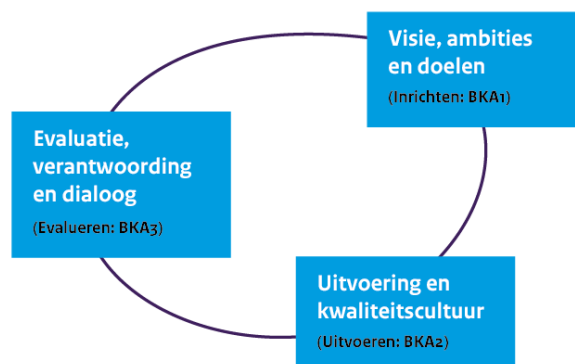 Visie, ambities
en doelen
(Inrichten: BKA1)
Evaluatie,
verantwoording
en dialoog
(Evalueren: BKA3)
Uitvoering en
kwaliteitscultuur
(Uitvoeren: BKA2)